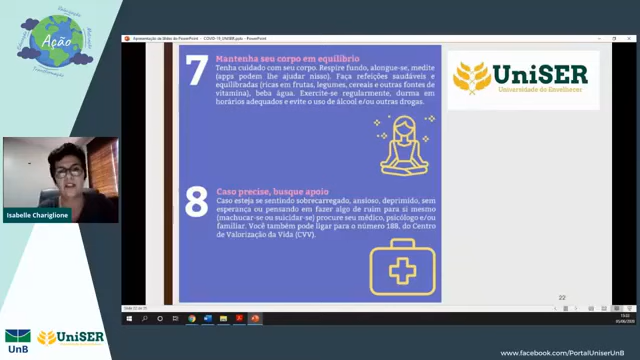 Ação
Transformação
Apresentação de Slides do PowerPoint - COVID-19_UNISER.pptx - PowerPoint
7
Mantenha seu corpo em equilíbrio
Tenha cuidado com seu corpo. Respire fundo, alongue-se, medite
(apps podem lhe ajudar nisso). Faça refeições saudáveis e
equilibradas (ricas em frutas, legumes, cereais e outras fontes de
vitamina), beba água. Exercite-se regularmente, durma em
horários adequados e evite o uso de álcool e/ou outras drogas.
UniSER
Universidade do Envelhecer
8
Caso precise, busque apoio
Caso esteja se sentindo sobrecarregado, ansioso, deprimido, sem
esperança ou pensando em fazer algo de ruim para si mesmo
(machucar-se ou suicidar-se) procure seu médico, psicólogo e/ou
familiar. Você também pode ligar para o número 188, do Centro
de Valorização da Vida (CVV).
22
Isabelle Chariglione
UnB
UniSER
www.facebook.com/PortalUniserUnB